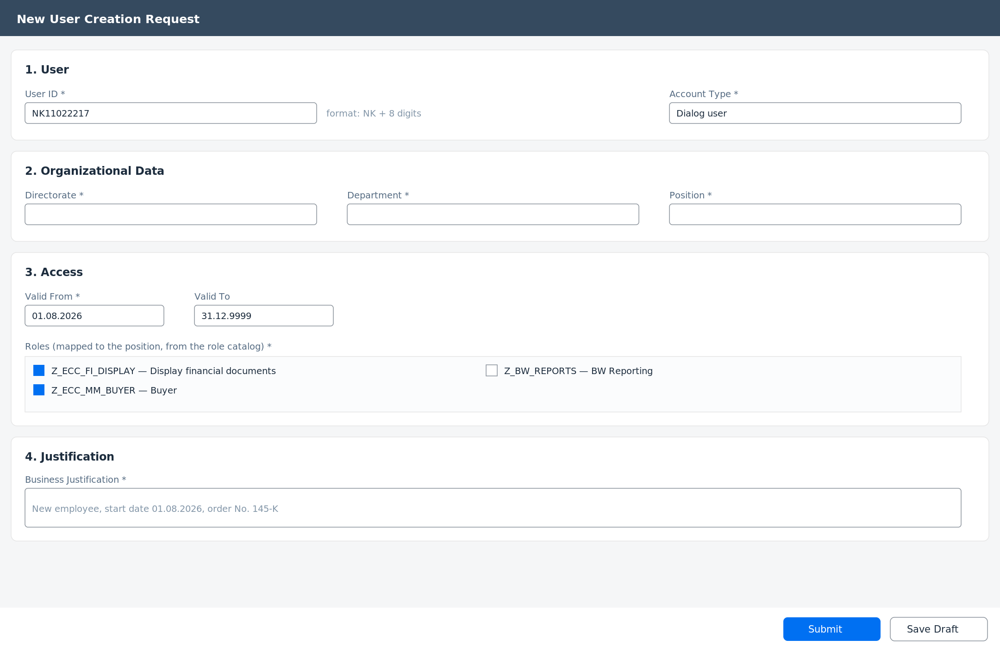 New User Creation Request
1. User
User ID *
Account Type *
NK11022217
format: NK + 8 digits
Dialog user
2. Organizational Data
Directorate *
Department *
Position *
3. Access
Valid From *
Valid To
01.08.2026
31.12.9999
Roles (mapped to the position, from the role catalog) *
Z_ECC_FI_DISPLAY — Display financial documents
Z_BW_REPORTS — BW Reporting
Z_ECC_MM_BUYER — Buyer
4. Justification
Business Justification *
New employee, start date 01.08.2026, order No. 145-K
Submit
Save Draft